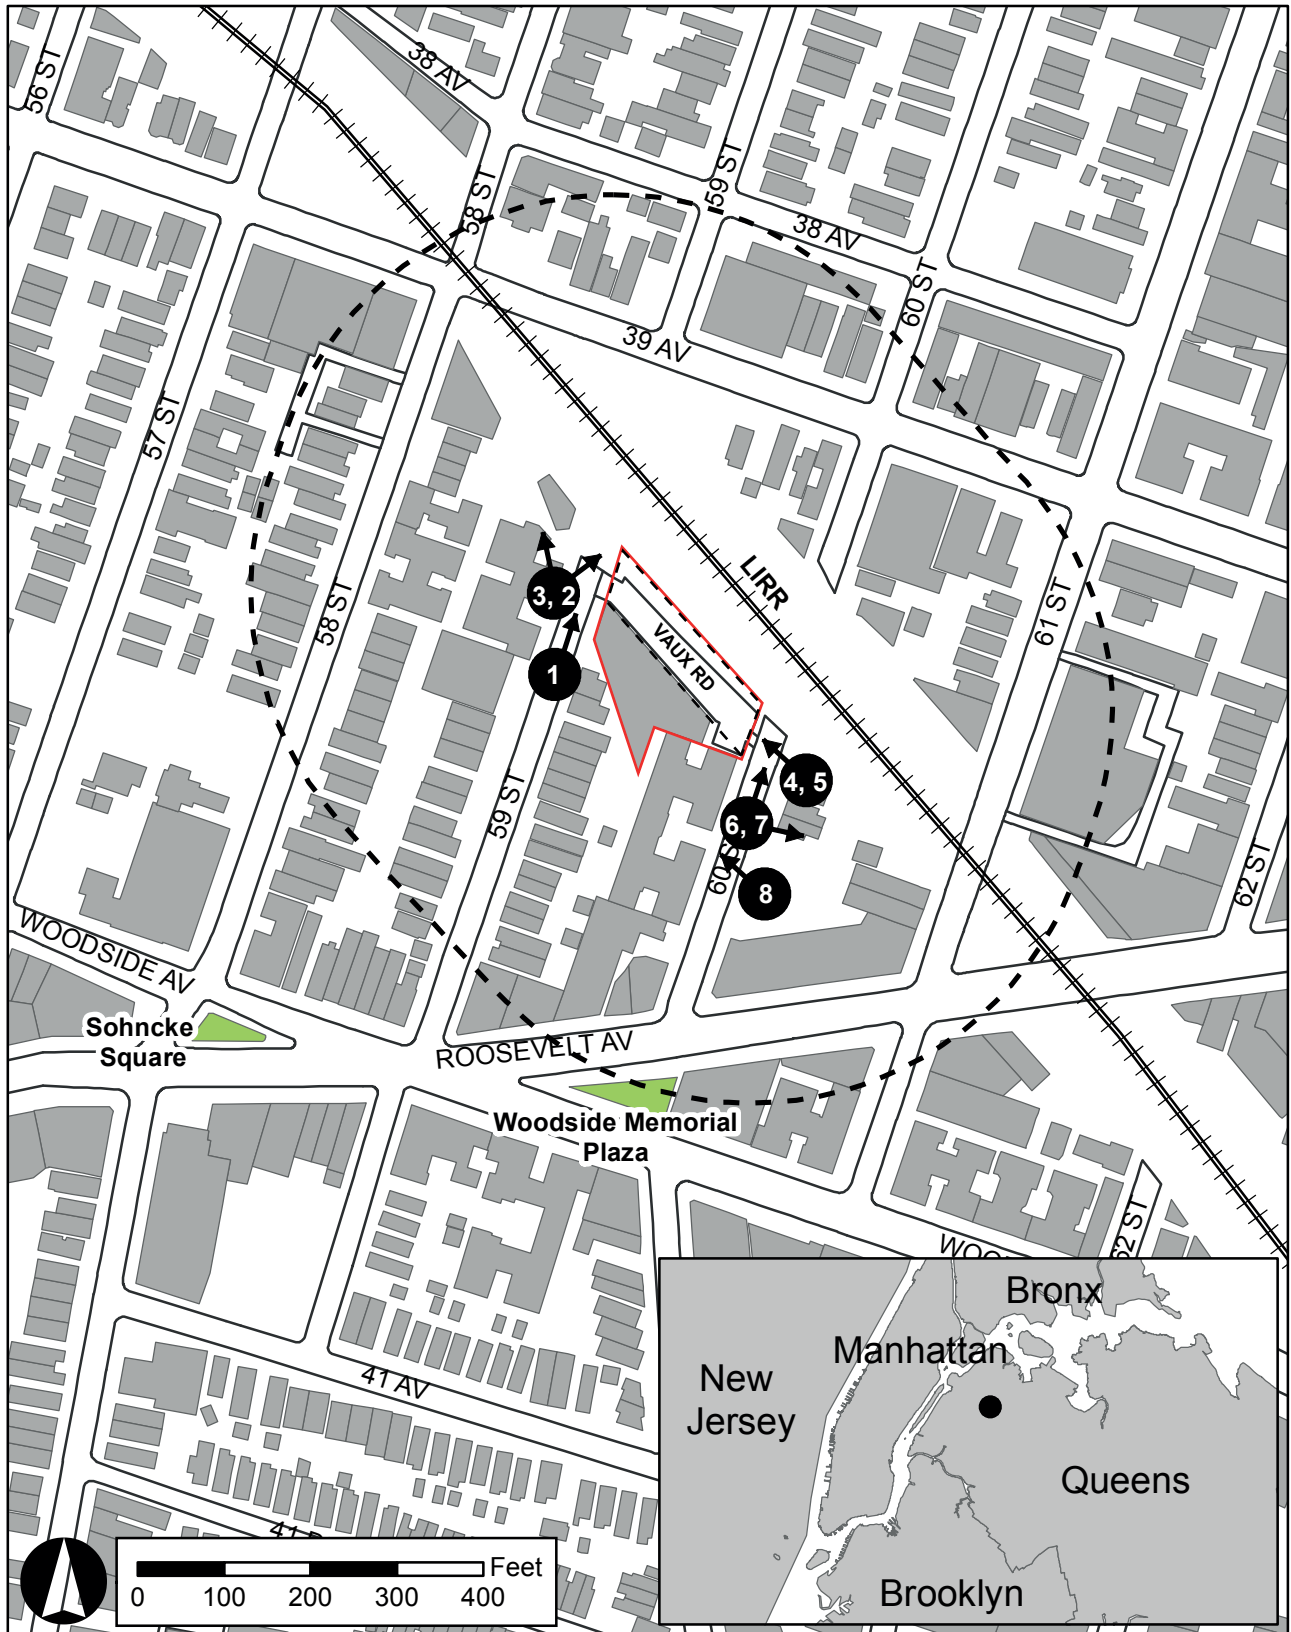 38 AV
56 ST
59 ST
58 ST
38 AV
60 ST
39 AV
57 ST
LIRR
3, 2
61 ST
58 ST
VAUX RD
1
4, 5
59 ST
6, 7
60 S
8
62 ST
WOODSIDE AV
Sohncke
Square
ROOSEVELT AV
Woodside Memorial
Plaza
62 ST
WOO
41 AV
41
Bronx
Manhattan
New
Jersey
Queens
Brooklyn
Feet
0 100 200 300 400